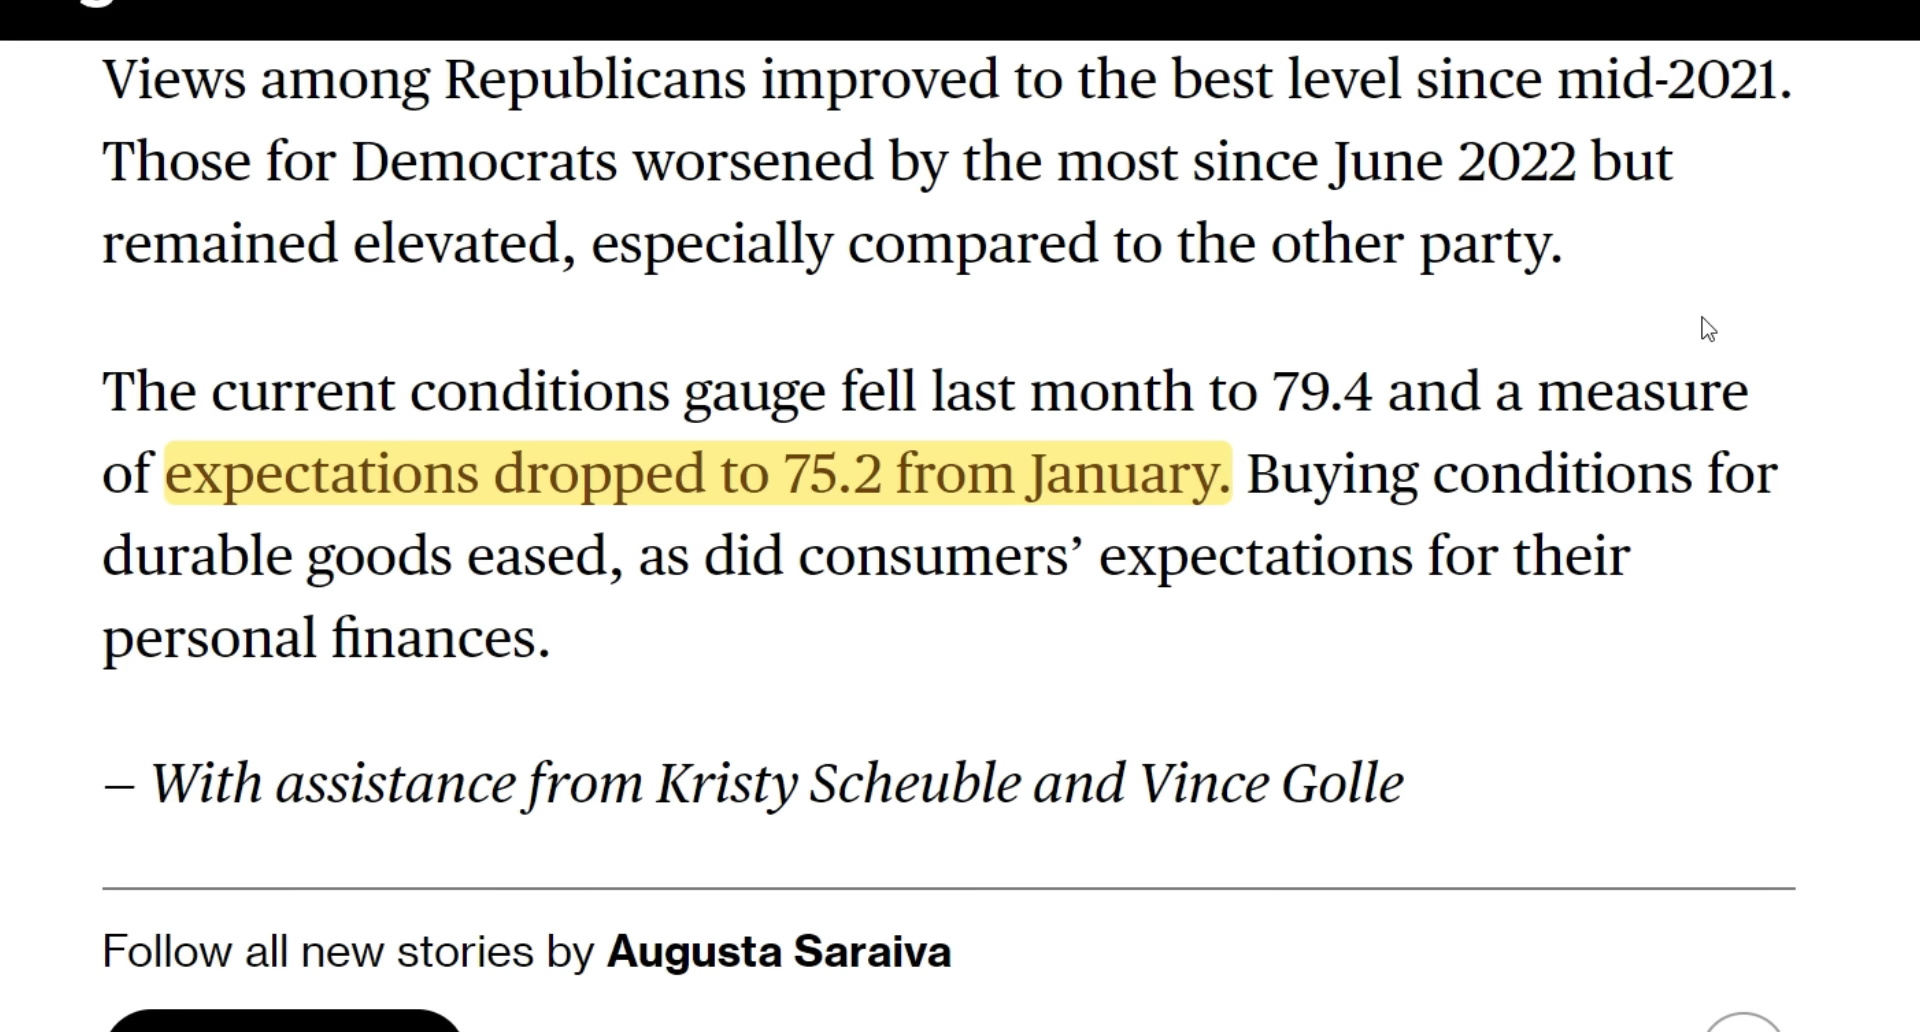 Views among Republicans improved to the best level since mid-2021.
Those for Democrats worsened by the most since June 2022 but
remained elevated, especially compared to the other party.
The current conditions gauge fell last month to 79.4 and a measure
of expectations dropped to 75.2 from January. Buying conditions for
durable goods eased, as did consumers’ expectations for their
personal finances.
– With assistance from Kristy Scheuble and Vince Golle
Follow all new stories by Augusta Saraiva